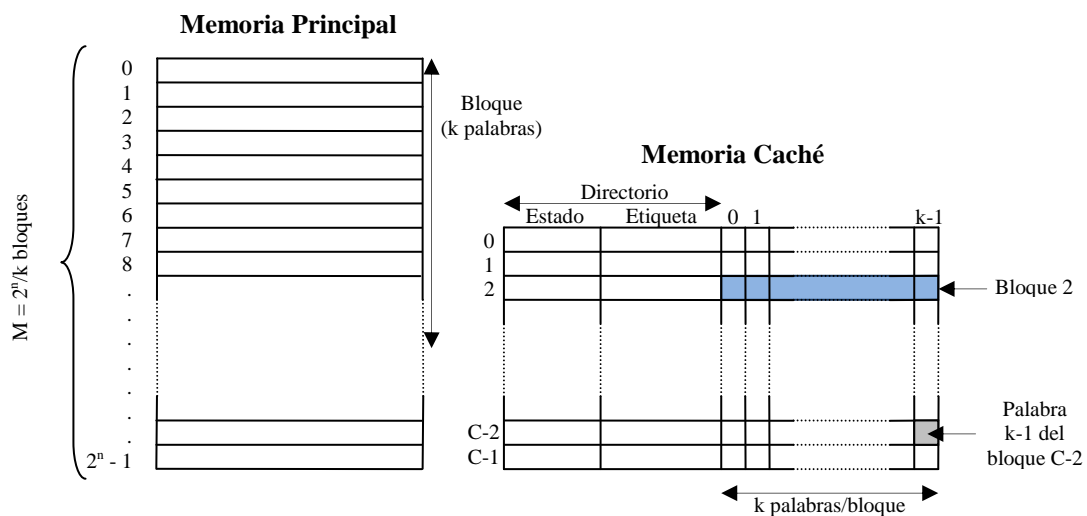 Memoria Principal
0
1
2
3
4
5
6
7
8
.
.
.
.
.
.
.
2ⁿ - 1
M = 2ⁿ/k bloques
Bloque
(k palabras)
Memoria Caché
Directorio
Estado Etiqueta 0 1 k-1
0
1
2
C-2
C-1
Bloque 2
Palabra
k-1 del
bloque C-2
k palabras/bloque